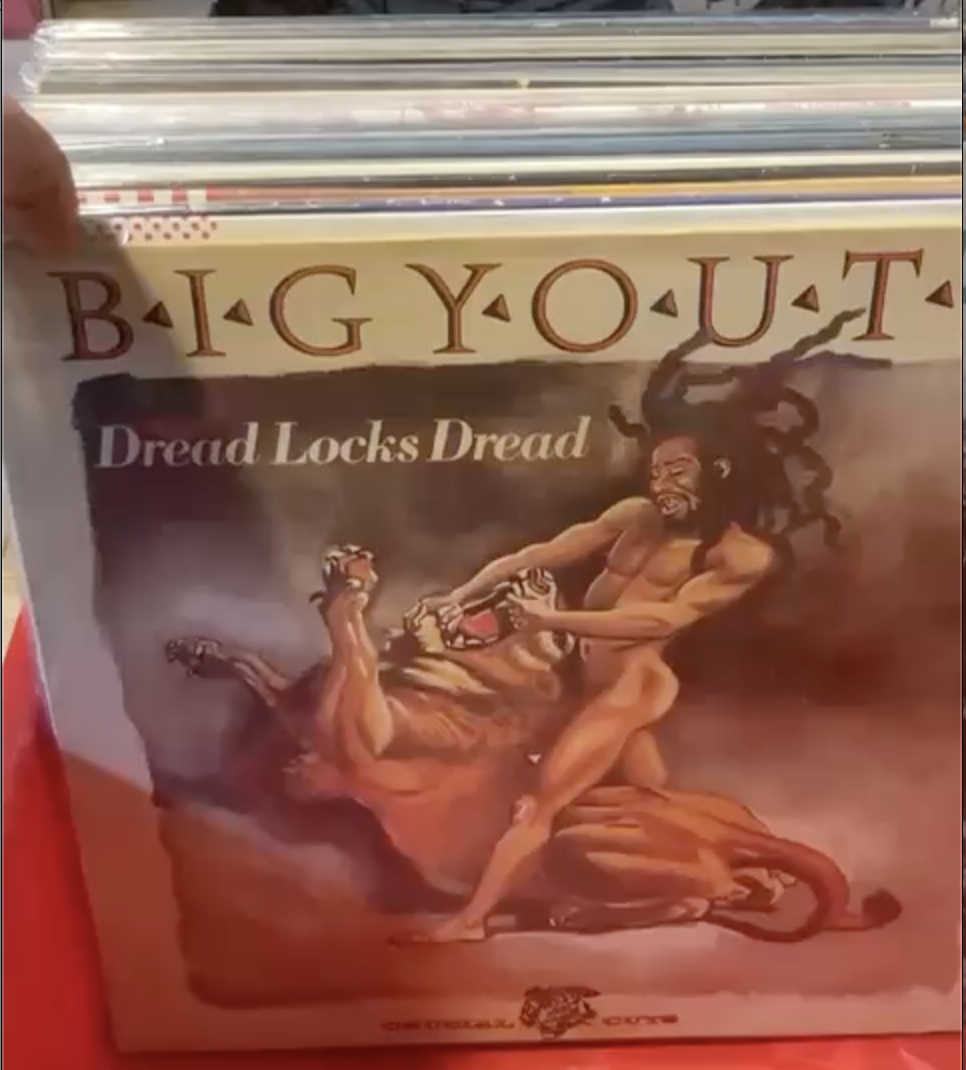 B▲I▲G Y▲O▲U▲T▲
Dread Locks Dread
CRUCIAL CUTS